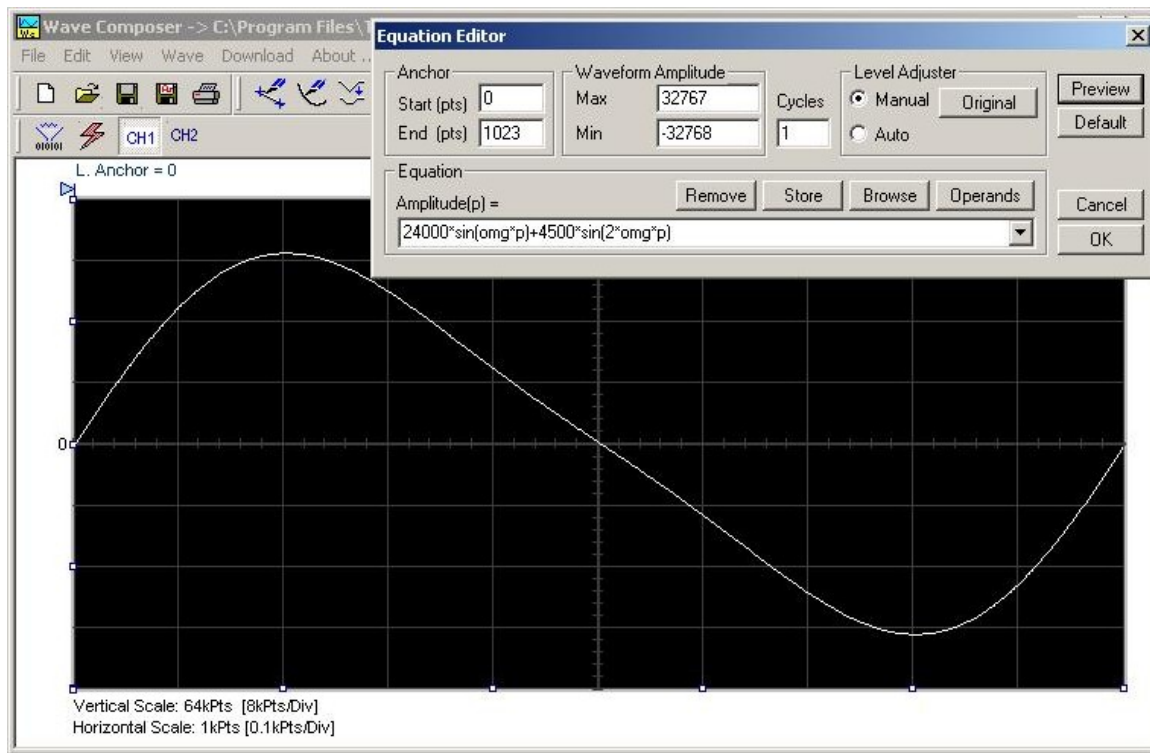 Wave Composer -> C:\Program Files\
File Edit View Wave Download About ..
CH1 CH2
Equation Editor
Anchor
Start (pts) 0
End (pts) 1023
Waveform Amplitude
Max 32767
Min -32768
Cycles
1
Level Adjuster
Manual
Original
Auto
Preview
Default
Equation
Amplitude(p) =
Remove Store Browse Operands
24000*sin(omg*p)+4500*sin(2*omg*p)
Cancel
OK
L. Anchor = 0
0
Vertical Scale: 64kPts [8kPts/Div]
Horizontal Scale: 1kPts [0.1kPts/Div]